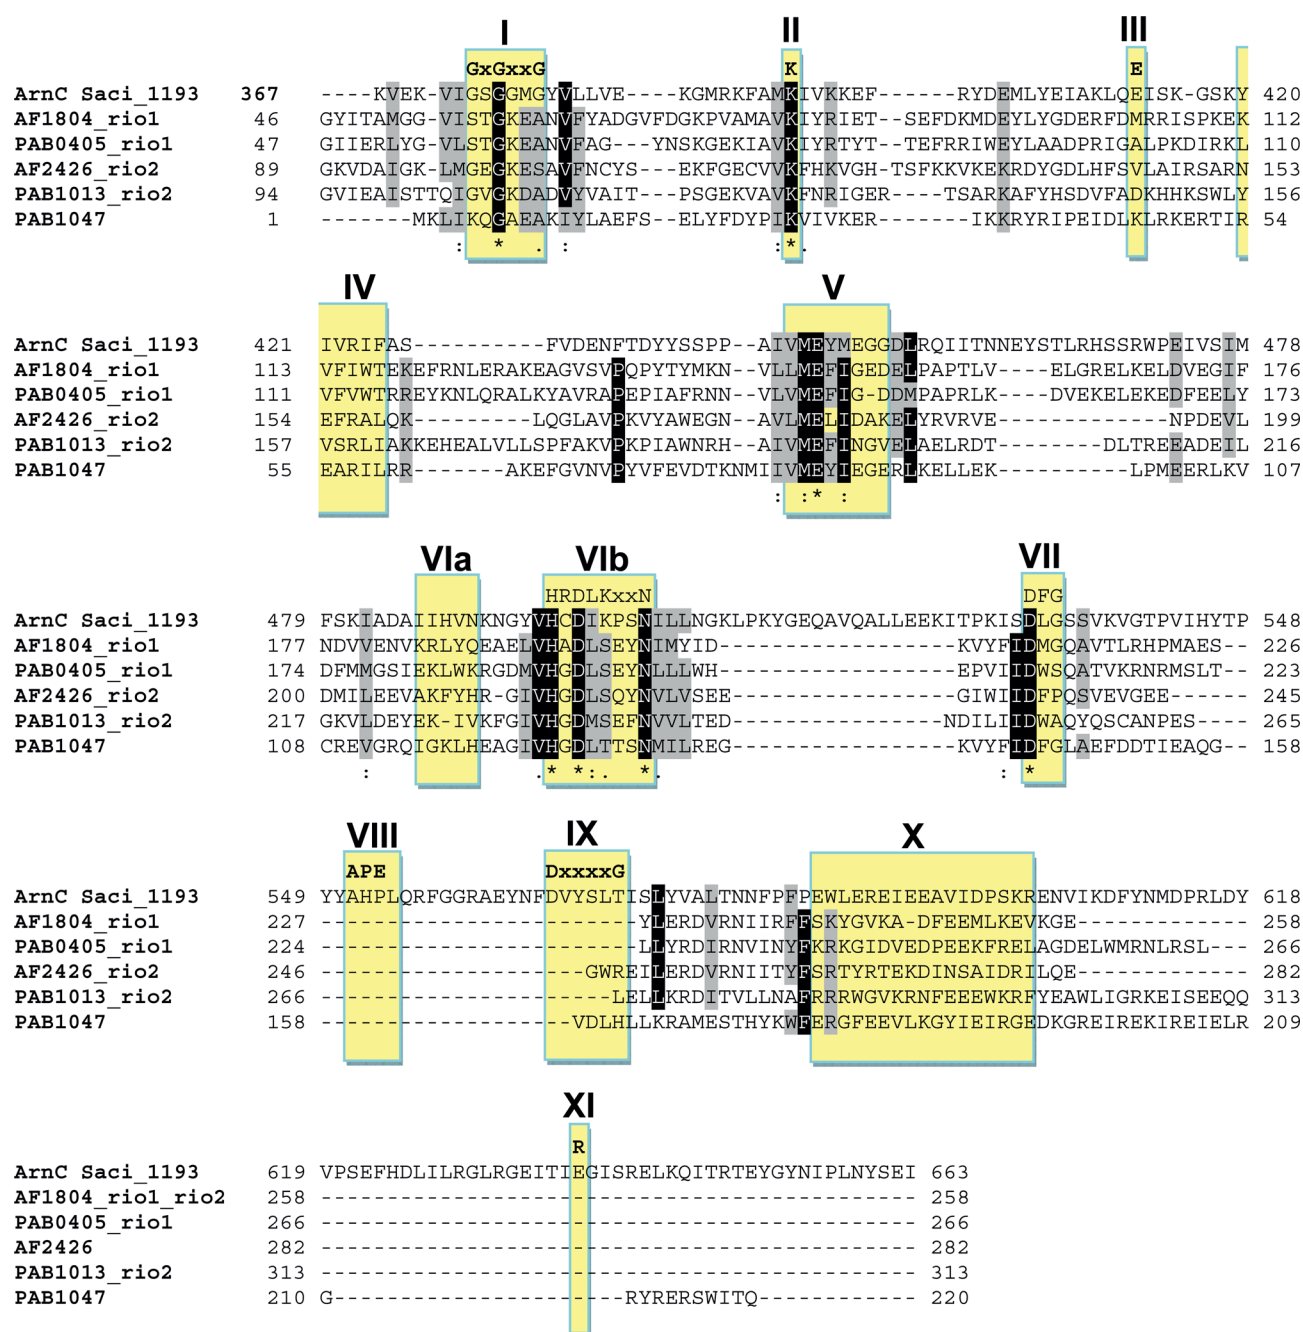 I II III
GxGxxG K E
ArnC Saci_1193 367 ----KVEK-VIGSGGMGYVLLVE---KGMRKFAMKIVKKEF------RYDEMLYEIAKLQEISK-GSKY 420
AF1804_rio1 46 GYITAMGG-VISTGKEANVFYADGVFDGKPVAMAVKIYRIET--SEFDKMDEYLYGDERFDMRRISPKEK 112
PAB0405_rio1 47 GIIERLYG-VLSTGKEANVFAG---YNSKGEKIAVKIYRTYT--TEFRRIWEYLAADPRIGALPKDIRKL 110
AF2426_rio2 89 GKVDAIGK-LMGEGKESAVFNCYS--EKFGECVVKFHKVGH-TSFKKVKEKRDYGDLHFSVLAIRSARN 153
PAB1013_rio2 94 GVIEAISTTQIGVGKDADVYVAIT--PSGEKVAVKFNRIGER----TSARKAFYHSDVFADKHHKSWLY 156
PAB1047 1 -------MKLIKQGAEAKIYLAEFS-ELYFDYPIKVIVKER------IKKRYRIPEIDLKLRKERTIR 54
: * . : :*.
IV V
ArnC Saci_1193 421 IVRIFAS----------FVDENFTDYYSSPP--AIVMEYMEGGDLRQIITNNEYSTLRHSSRWPEIVSIM 478
AF1804_rio1 113 VFIWTEKEFRNLERAKEAGVSVPQPYTYMKN--VLLMEFIGEDELPAPTLV----ELGRELKELDVEGIF 176
PAB0405_rio1 111 VFVWTRREYKNLQRALKYAVRAPEPIAFRNN--VLVMEFIG-DDMPAPRLK----DVEKELEKEDFEELY 173
AF2426_rio2 154 EFRALQK---------LQGLAVPKVYAWEGN--AVLMELIDAKELYRVRVE---------NPDEVL 199
PAB1013_rio2 157 VSRLIAKKEHEALVLLSPFAKVPKPIAWNRH--AIVMEFINGVELAELRDT-----DLTREEADEIL 216
PAB1047 55 EARILRR-------AKEFGVNVPYVFEVDTKNMIIVMEYIEGERLKELLEK----------LPMEERLKV 107
: :* :
VIa VIb VII
HRDLKxxN DFG
ArnC Saci_1193 479 FSKIADAIIHVNKNGYVHCDIKPSNILLNGKLPKYGEQAVQALLEEKITPKISDLGSSVKVGTPVIHYTP 548
AF1804_rio1 177 NDVVENVKRLYQEAELVHADLSEYNIMYID----------------KVYFIDMGQAVTLRHPMAES---- 226
PAB0405_rio1 174 DFMMGSIEKLWKRGDMVHGDLSEYNLLLWH----------------EPVIIDWSQATVKRNRMSLT---- 223
AF2426_rio2 200 DMILEEVAKFYHR-GIVHGDLSQYNVLVSEE---------------GIWIIDFPQSVEVGEE------ 245
PAB1013_rio2 217 GKVLDEYEK-IVKFGIVHGDMSEFNVVLTED------------NDILIIDWAQYQSCANPES---- 265
PAB1047 108 CREVGRQIGKLHEAGIVHGDLTTSNMILREG---------------KVYFIDFGLAEFDDTIEAQG-- 158
: .* *:. *. : *
VIII IX X
APE DxxxxG
ArnC Saci_1193 549 YYAHPLQRFGGRAEYNFDVYSLTISLYVALTNNFPFPEWLEREIEEAVIDPSKRENVIKDFYNMDPRLDY 618
AF1804_rio1 227 ------------------------YLERDVRNIIRFFSKYGVKA-DFEEMLKEVKGE------------- 258
PAB0405_rio1 224 ------------------------LLYRDIRNVINYFKRKGIDVEDPEEKFRELAGDELWMRNLRSL--- 266
AF2426_rio2 246 --------------------GWREILERDVRNIITYFSRTYRTEKDINSAIDRILQE------------- 282
PAB1013_rio2 266 ----------------------LELLKRDITVLLNAFRRRWGVKRNFEEEWKRFYEAWLIGRKEISEEQQ 313
PAB1047 158 -------------------VDLHLLKRAMESTHYKWFERGFEEVLKGYIEIRGEDKGREIREKIREIELR 209
XI
R
ArnC Saci_1193 619 VPSEFHDLILRGLRGEITIEGISRELKQITRTEYGYNIPLNYSEI 663
AF1804_rio1_rio2 258 --------------------------------------------- 258
PAB0405_rio1 266 --------------------------------------------- 266
AF2426 282 --------------------------------------------- 282
PAB1013_rio2 313 --------------------------------------------- 313
PAB1047 210 G----------------------RYRERSWITQ------------ 220